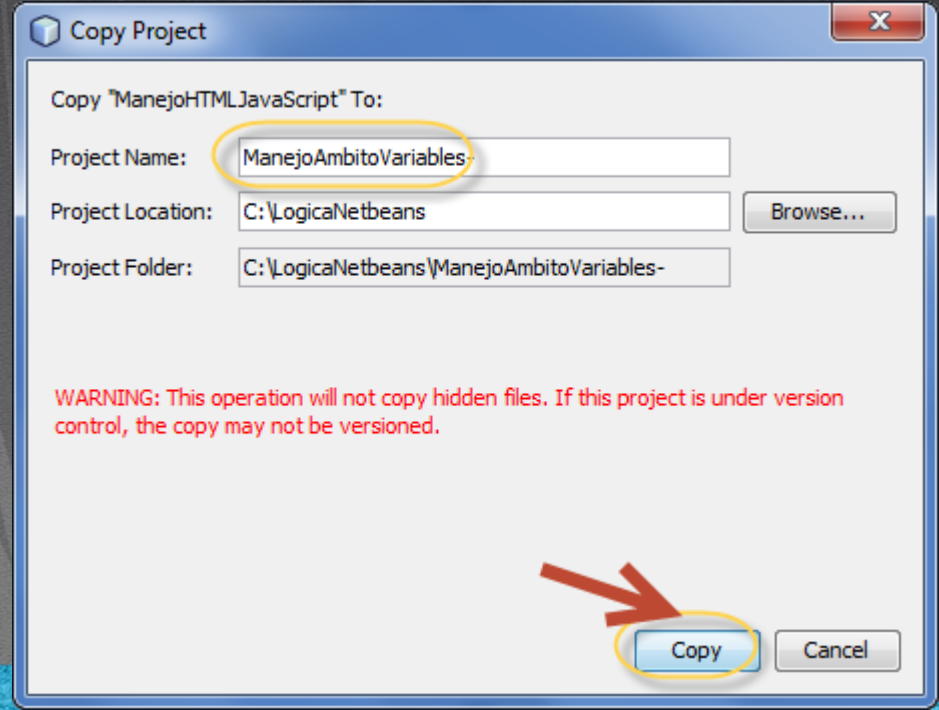 Copy Project
Copy "ManejoHTMLJavaScript" To:
Project Name: ManejoAmbitoVariables-
Project Location: C:\LogicaNetbeans Browse...
Project Folder: C:\LogicaNetbeans\ManejoAmbitoVariables-
WARNING: This operation will not copy hidden files. If this project is under version
control, the copy may not be versioned.
Copy Cancel